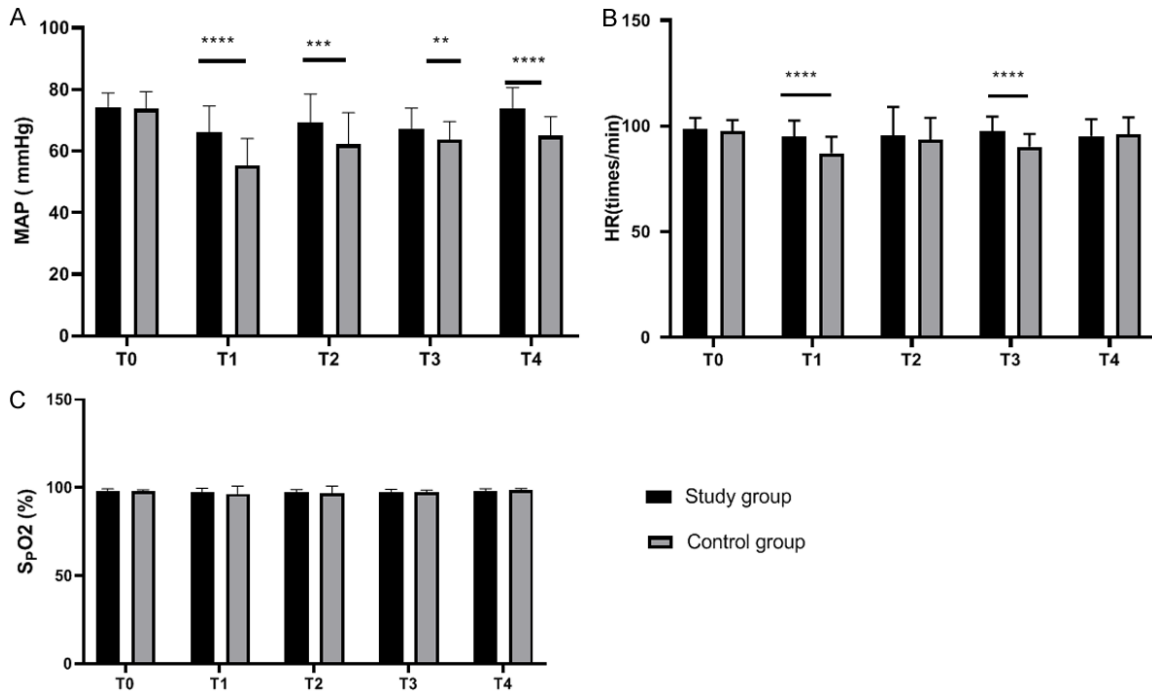 A
MAP ( mmHg)
100
80
60
40
20
0
****
***
**
****
T0 T1 T2 T3 T4
B
HR(times/min)
150
100
50
0
****
****
T0 T1 T2 T3 T4
C
SPO2 (%)
150
100
50
0
T0 T1 T2 T3 T4
Study group
Control group